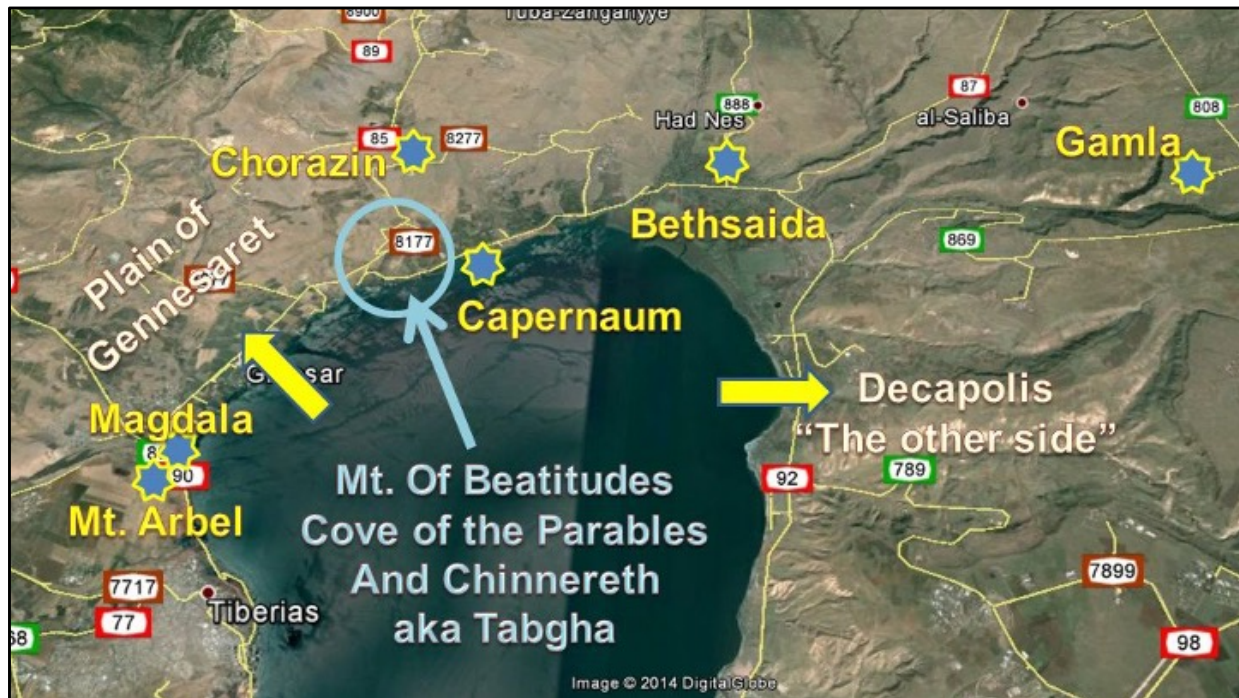 8900
Tuba-Zangariyye
89
87
888
808
Had Nes
al-Saliba
85
8277
Gamla
Chorazin
Bethsaida
8177
869
Plain of
Gennesaret
Capernaum
Magdala
90
Decapolis
"The other side"
92
789
Mt. Arbel
Mt. Of Beatitudes
Cove of the Parables
And Chinnereth
aka Tabgha
7717
Tiberias
77
7899
98
Image © 2014 DigitalGlobe